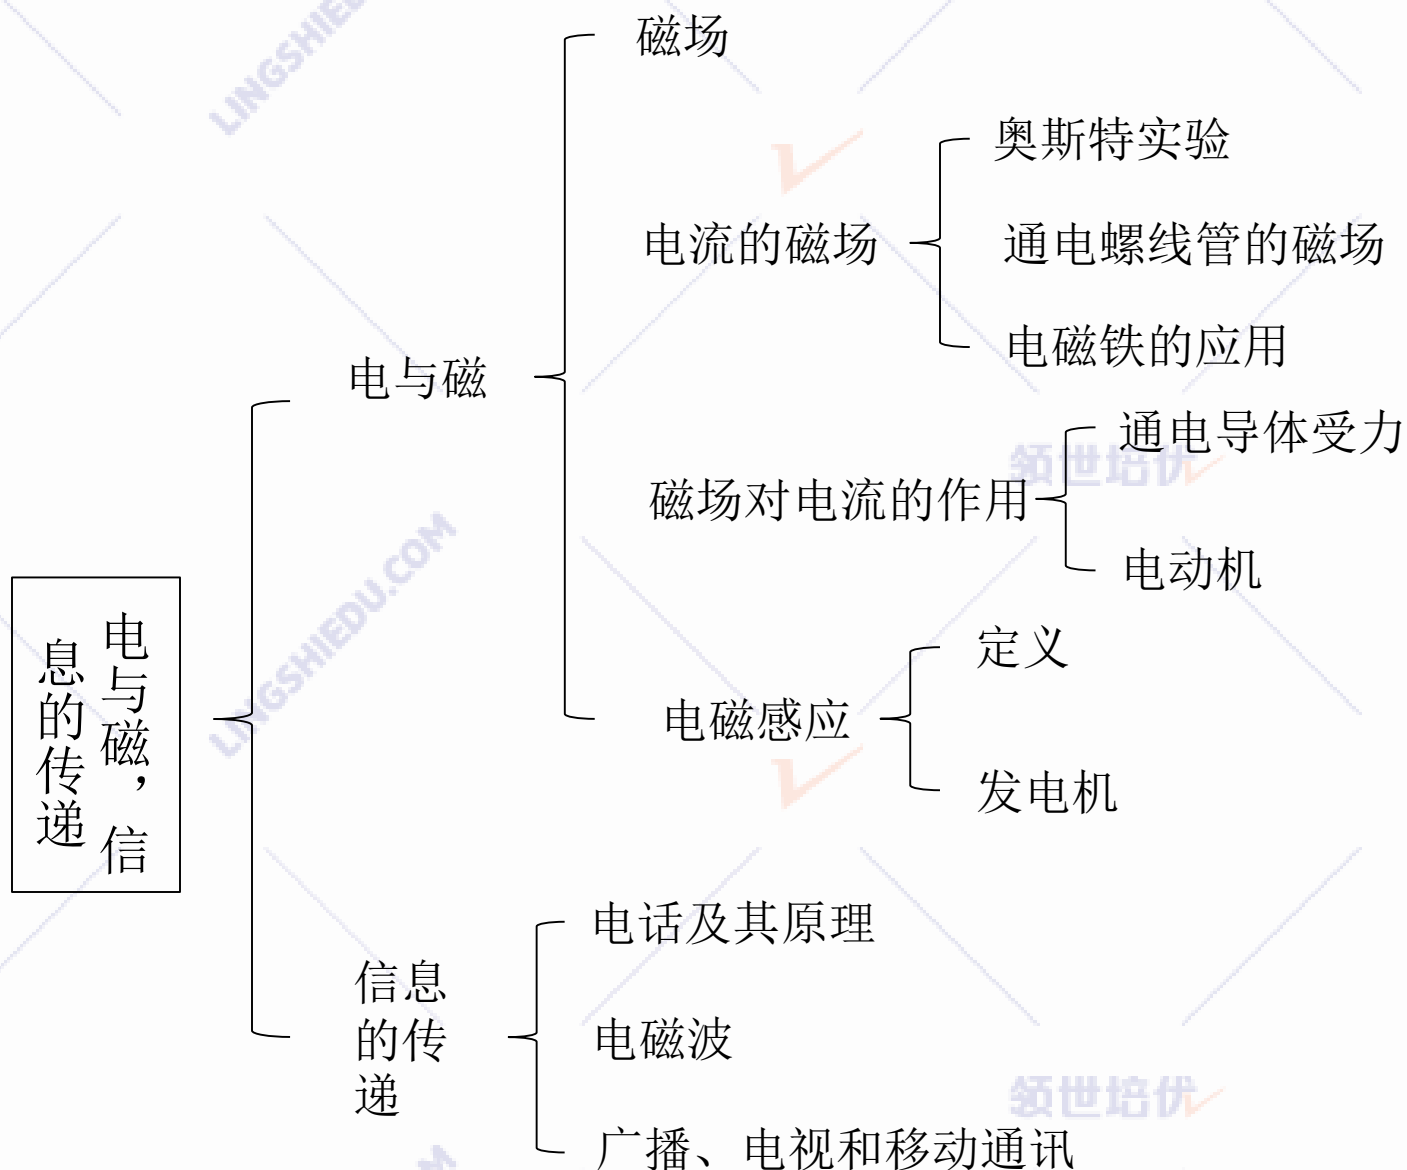 电与磁，信
息的传递
电与磁
磁场
电流的磁场
奥斯特实验
通电螺线管的磁场
电磁铁的应用
磁场对电流的作用
通电导体受力
电动机
电磁感应
定义
发电机
信息
的传
递
电话及其原理
电磁波
广播、电视和移动通讯
LINGSHIEDU.COM
领世培优
LINGSHIEDU.COM
领世培优